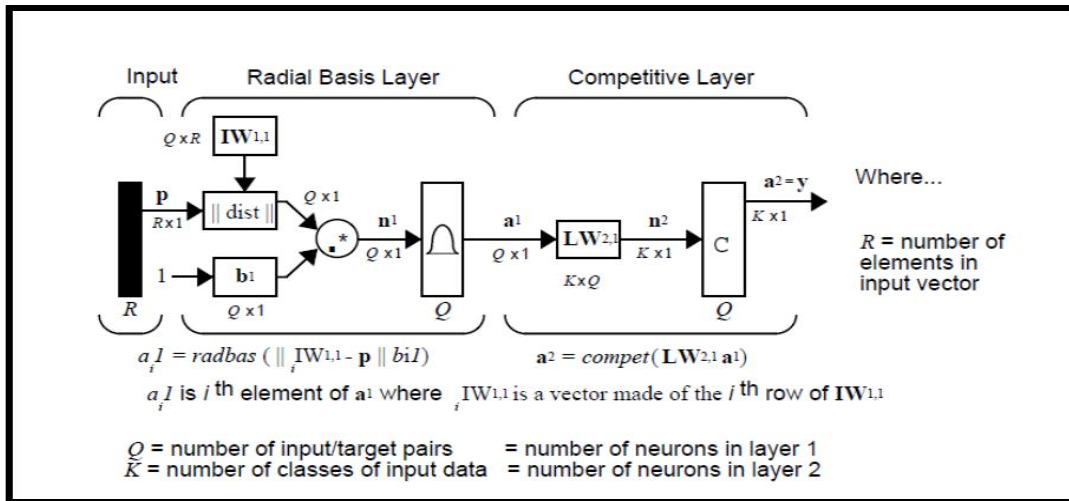 Input Radial Basis Layer Competitive Layer
Q x R IW1,1
p
R x 1
|| dist ||
Q x 1
1
b1
Q x 1
.*
n1
Q x 1
a1
Q x 1
LW2,1
K x Q
n2
K x 1
C
a2 = y
K x 1
R Q Q
Where...
R = number of
elements in
input vector
ai1 = radbas ( || iIW1,1 - p || bi1) a2 = compet( LW2,1 a1)
ai1 is i th element of a1 where iIW1,1 is a vector made of the i th row of IW1,1
Q = number of input/target pairs = number of neurons in layer 1
K = number of classes of input data = number of neurons in layer 2